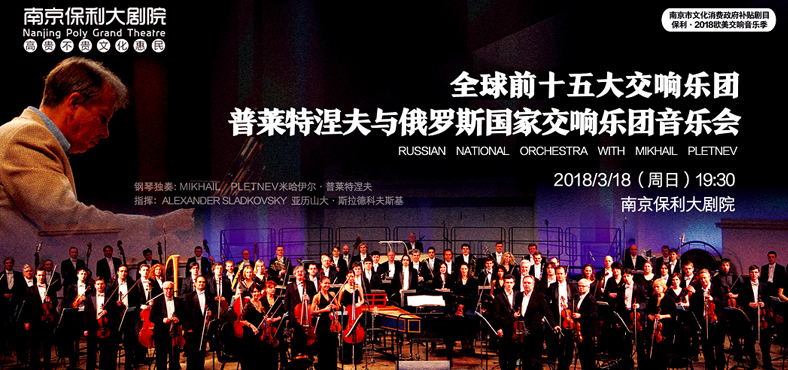 南京保利大剧院
Nanjing Poly Grand Theatre
高贵不贵文化惠民
南京市文化消费政府补贴剧目
保利·2018欧美交响音乐季
全球前十五大交响乐团
普莱特涅夫与俄罗斯国家交响乐团音乐会
RUSSIAN NATIONAL ORCHESTRA WITH MIKHAIL PLETNEV
钢琴独奏: MIKHAIL PLETNEV米哈伊尔·普莱特涅夫
指挥: ALEXANDER SLADKOVSKY 亚历山大·斯拉德科夫斯基
2018/3/18（周日）19:30
南京保利大剧院